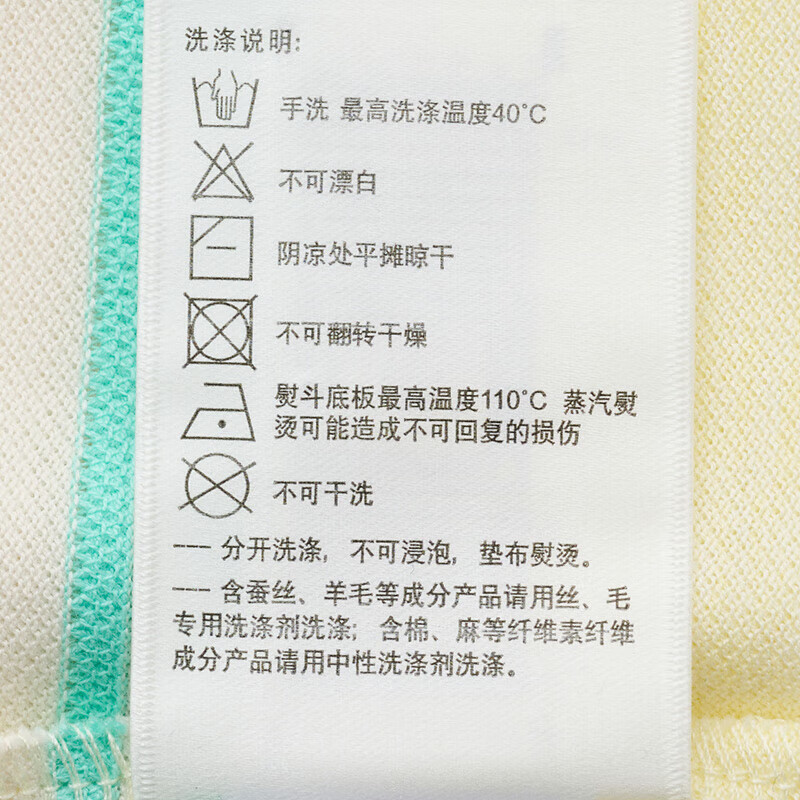 洗涤说明:
手洗 最高洗涤温度40°C
不可漂白
阴凉处平摊晾干
不可翻转干燥
熨斗底板最高温度110°C 蒸汽熨
烫可能造成不可回复的损伤
不可干洗
--- 分开洗涤，不可浸泡，垫布熨烫。
--- 含蚕丝、羊毛等成分产品请用丝、毛
专用洗涤剂洗涤；含棉、麻等纤维素纤维
成分产品请用中性洗涤剂洗涤。